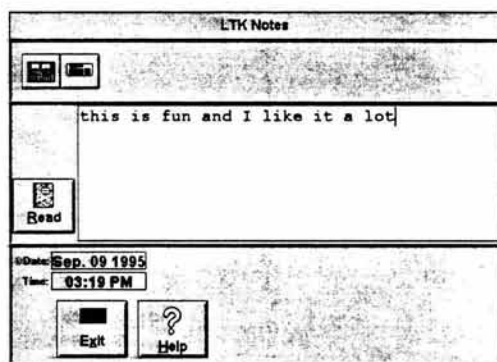 LTK Notes
this is fun and I like it a lot
Read
Date: Sep. 09 1995
Time: 03:19 PM
Exit
Help